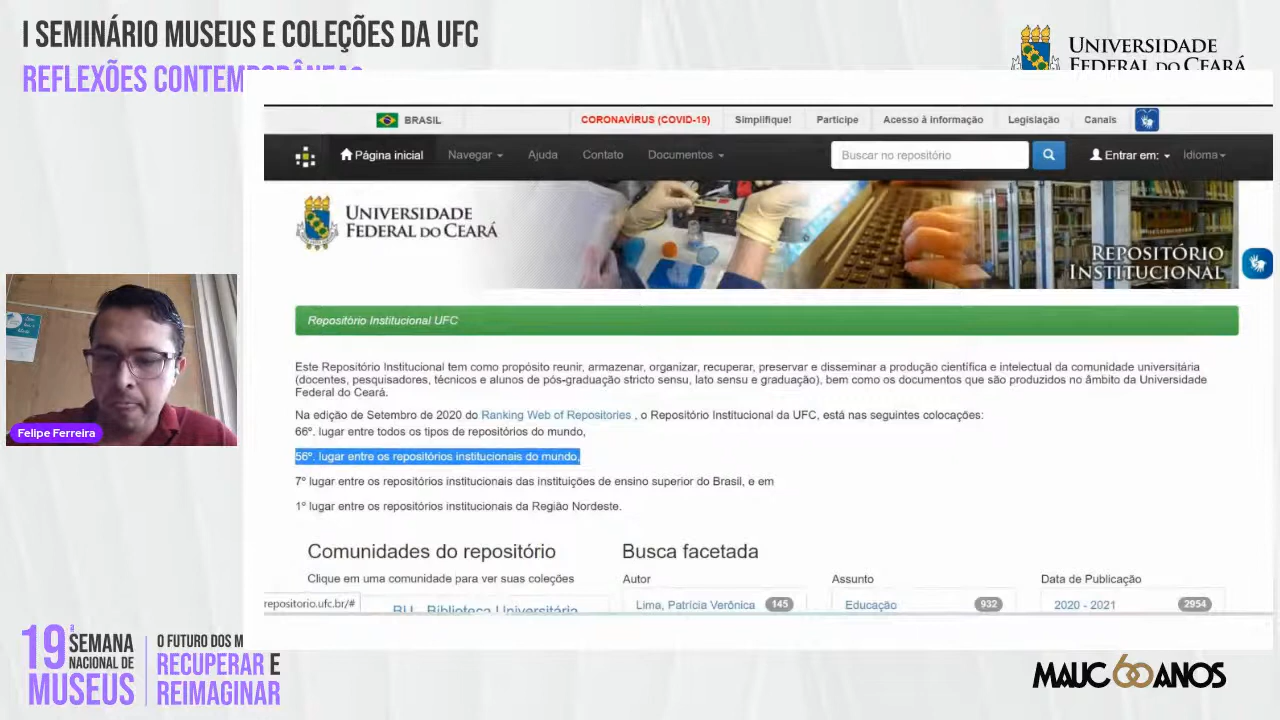 I SEMINÁRIO MUSEUS E COLEÇÕES DA UFC
REFLEXÕES CONTEMPORÂNEAS
UNIVERSIDADE
FEDERAL DO CEARÁ
BRASIL
CORONAVÍRUS (COVID-19)
Simplifique!
Participe
Acesso à informação
Legislação
Canais
Página inicial
Navegar
Ajuda
Contato
Documentos
Buscar no repositório
Entrar em:
Idioma
UNIVERSIDADE
FEDERAL DO CEARÁ
REPOSITÓRIO
INSTITUCIONAL
Repositório Institucional UFC
Este Repositório Institucional tem como propósito reunir, armazenar, organizar, recuperar, preservar e disseminar a produção científica e intelectual da comunidade universitária
(docentes, pesquisadores, técnicos e alunos de pós-graduação stricto sensu, lato sensu e graduação), bem como os documentos que são produzidos no âmbito da Universidade
Federal do Ceará.
Na edição de Setembro de 2020 do Ranking Web of Repositories , o Repositório Institucional da UFC, está nas seguintes colocações:
66º. lugar entre todos os tipos de repositórios do mundo,
56º. lugar entre os repositórios institucionais do mundo,
7º lugar entre os repositórios institucionais das instituições de ensino superior do Brasil, e em
1º lugar entre os repositórios institucionais da Região Nordeste.
Comunidades do repositório
Clique em uma comunidade para ver suas coleções
BU - Biblioteca Universitária
Busca facetada
Autor
Lima, Patrícia Verônica 145
Assunto
Educação 932
Data de Publicação
2020 - 2021 2954
repositorio.ufc.br/#
Felipe Ferreira
19ª SEMANA
NACIONAL DE
MUSEUS
O FUTURO DOS M
RECUPERAR E
REIMAGINAR
MAUC 60 ANOS